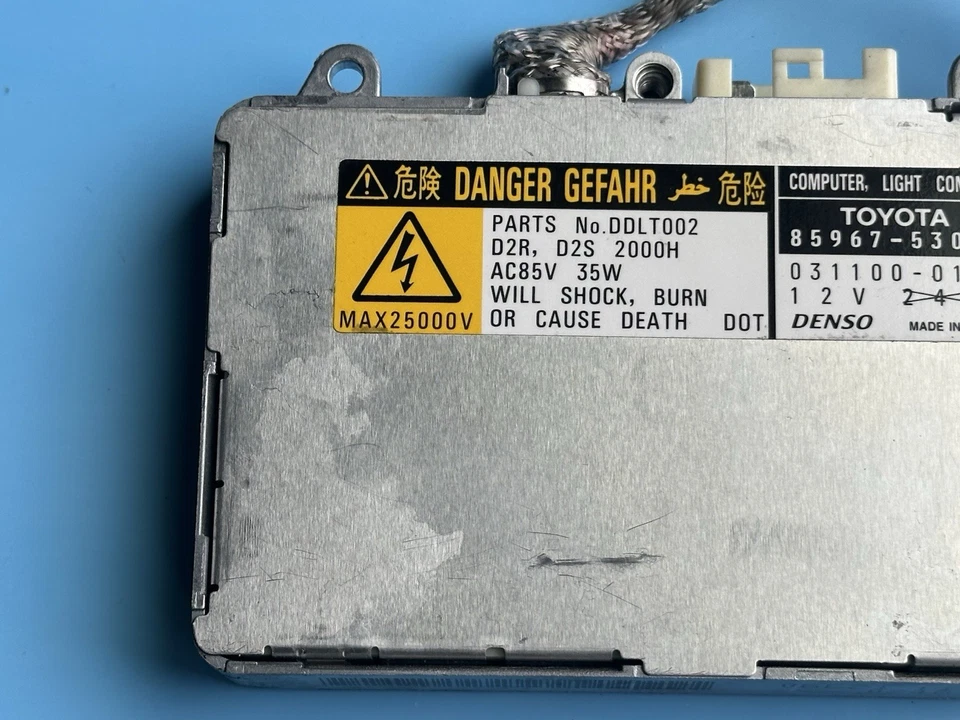 危険 DANGER GEFAHR خطر 危险
PARTS No.DDLT002
D2R, D2S 2000H
AC85V 35W
WILL SHOCK, BURN
OR CAUSE DEATH DOT
MAX25000V
COMPUTER, LIGHT CON
TOYOTA
85967-530
031100-01
12V 24
DENSO MADE IN